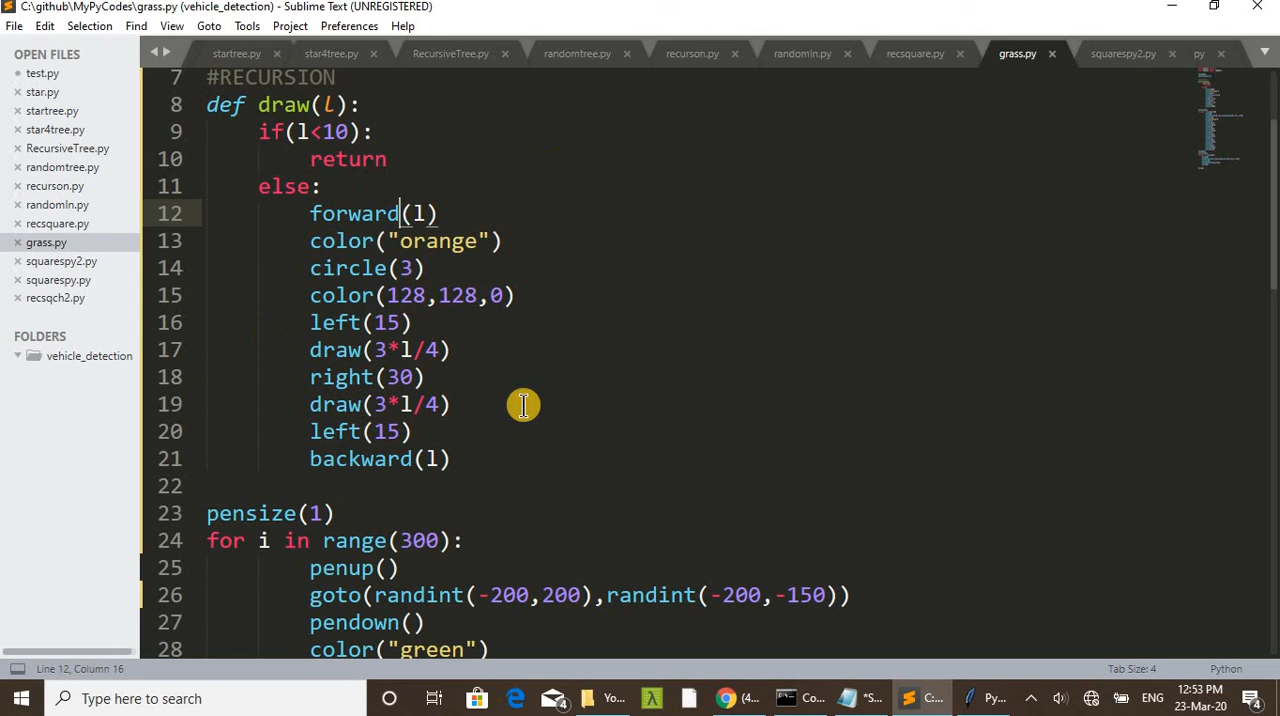 C:\github\MyPyCodes\grass.py (vehicle_detection) - Sublime Text (UNREGISTERED)
File Edit Selection Find View Goto Tools Project Preferences Help
OPEN FILES
test.py
star.py
startree.py
star4tree.py
RecursiveTree.py
randomtree.py
recurson.py
randomln.py
recsquare.py
grass.py
squarespy2.py
squarespy.py
recsqch2.py
FOLDERS
vehicle_detection
startree.py star4tree.py RecursiveTree.py randomtree.py recurson.py randomln.py recsquare.py grass.py squarespy2.py py
7 #RECURSION
8 def draw(l):
9 if(l<10):
10 return
11 else:
12 forward(l)
13 color("orange")
14 circle(3)
15 color(128,128,0)
16 left(15)
17 draw(3*l/4)
18 right(30)
19 draw(3*l/4)
20 left(15)
21 backward(l)
22
23 pensize(1)
24 for i in range(300):
25 penup()
26 goto(randint(-200,200),randint(-200,-150))
27 pendown()
28 color("green")
Line 12, Column 16 Tab Size: 4 Python
Type here to search
4 Yo... λ (4... Co... *S... C:... Py... ENG 12:53 PM 23-Mar-20 4